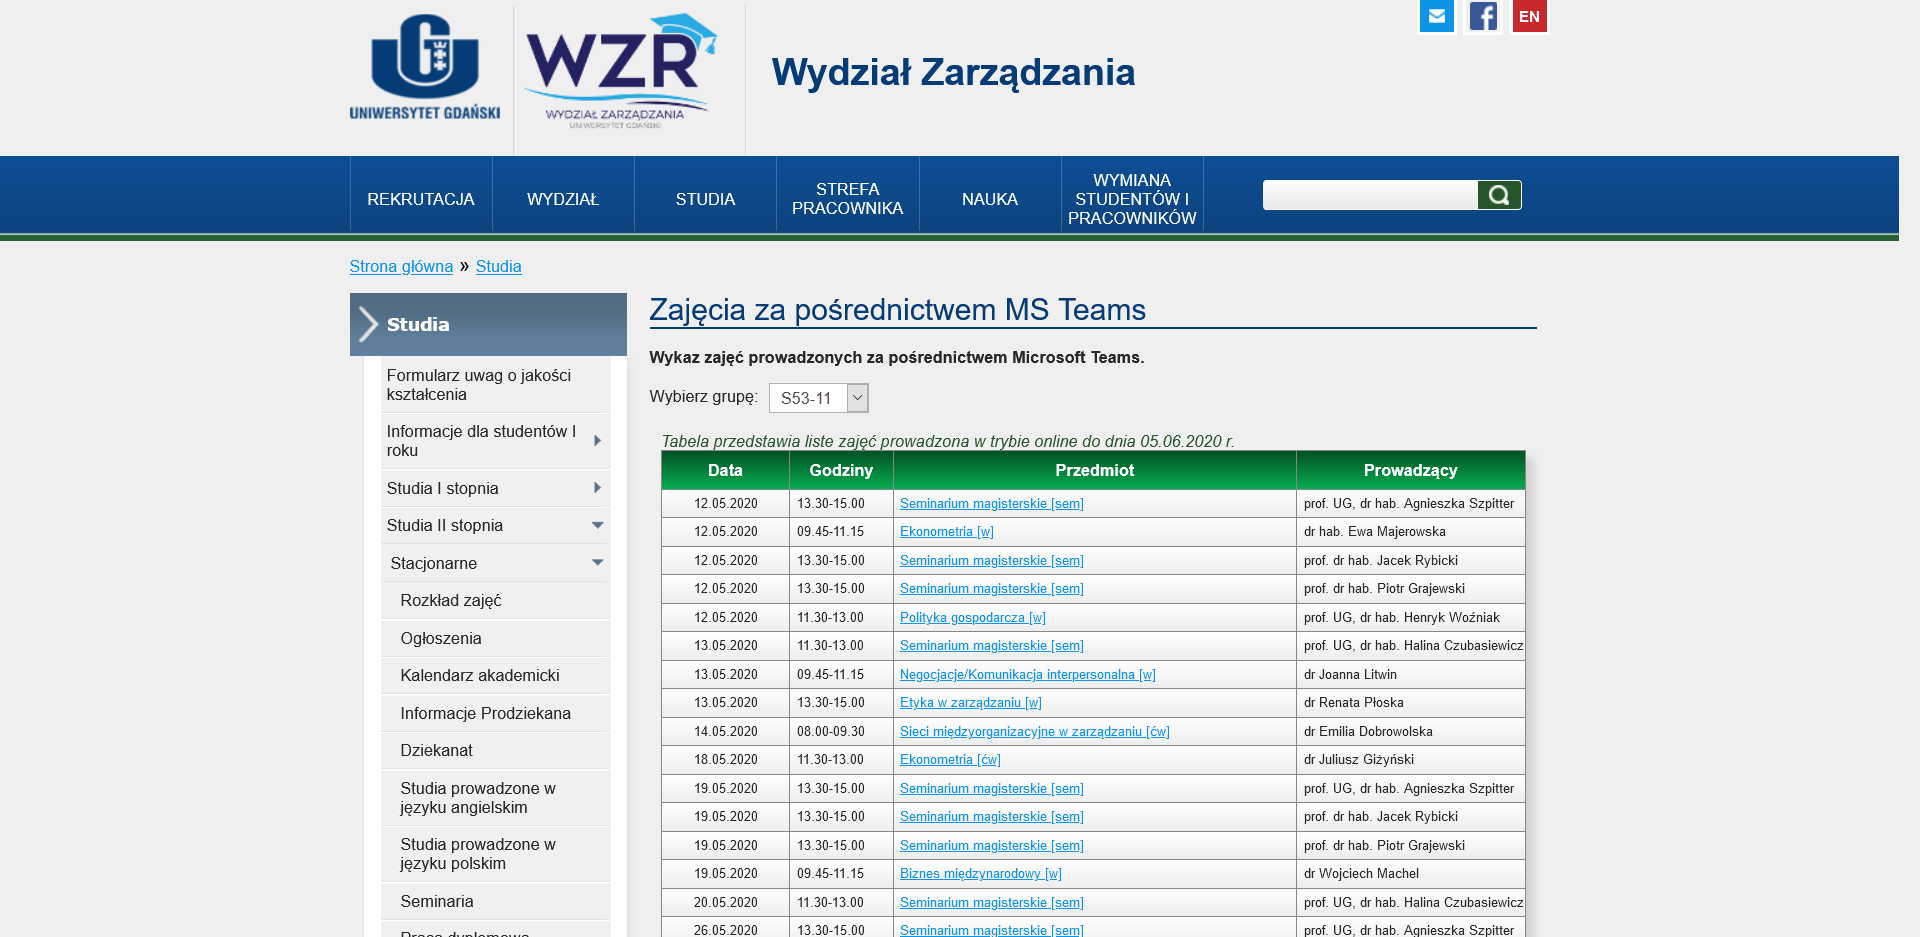 UNIWERSYTET GDAŃSKI
WZR
WYDZIAŁ ZARZĄDZANIA
UNIWERSYTET GDAŃSKI
Wydział Zarządzania
EN
REKRUTACJA
WYDZIAŁ
STUDIA
STREFA
PRACOWNIKA
NAUKA
WYMIANA
STUDENTÓW I
PRACOWNIKÓW
Strona główna » Studia
Studia
Formularz uwag o jakości
kształcenia
Informacje dla studentów I
roku
Studia I stopnia
Studia II stopnia
Stacjonarne
Rozkład zajęć
Ogłoszenia
Kalendarz akademicki
Informacje Prodziekana
Dziekanat
Studia prowadzone w
języku angielskim
Studia prowadzone w
języku polskim
Seminaria
Zajęcia za pośrednictwem MS Teams
Wykaz zajęć prowadzonych za pośrednictwem Microsoft Teams.
Wybierz grupę: S53-11
Tabela przedstawia liste zajęć prowadzona w trybie online do dnia 05.06.2020 r.
Data Godziny Przedmiot Prowadzący
12.05.2020 13.30-15.00 Seminarium magisterskie [sem] prof. UG, dr hab. Agnieszka Szpitter
12.05.2020 09.45-11.15 Ekonometria [w] dr hab. Ewa Majerowska
12.05.2020 13.30-15.00 Seminarium magisterskie [sem] prof. dr hab. Jacek Rybicki
12.05.2020 13.30-15.00 Seminarium magisterskie [sem] prof. dr hab. Piotr Grajewski
12.05.2020 11.30-13.00 Polityka gospodarcza [w] prof. UG, dr hab. Henryk Woźniak
13.05.2020 11.30-13.00 Seminarium magisterskie [sem] prof. UG, dr hab. Halina Czubasiewicz
13.05.2020 09.45-11.15 Negocjacje/Komunikacja interpersonalna [w] dr Joanna Litwin
13.05.2020 13.30-15.00 Etyka w zarządzaniu [w] dr Renata Płoska
14.05.2020 08.00-09.30 Sieci międzyorganizacyjne w zarządzaniu [ćw] dr Emilia Dobrowolska
18.05.2020 11.30-13.00 Ekonometria [ćw] dr Juliusz Giżyński
19.05.2020 13.30-15.00 Seminarium magisterskie [sem] prof. UG, dr hab. Agnieszka Szpitter
19.05.2020 13.30-15.00 Seminarium magisterskie [sem] prof. dr hab. Jacek Rybicki
19.05.2020 13.30-15.00 Seminarium magisterskie [sem] prof. dr hab. Piotr Grajewski
19.05.2020 09.45-11.15 Biznes międzynarodowy [w] dr Wojciech Machel
20.05.2020 11.30-13.00 Seminarium magisterskie [sem] prof. UG, dr hab. Halina Czubasiewicz
26.05.2020 13.30-15.00 Seminarium magisterskie [sem] prof. UG, dr hab. Agnieszka Szpitter